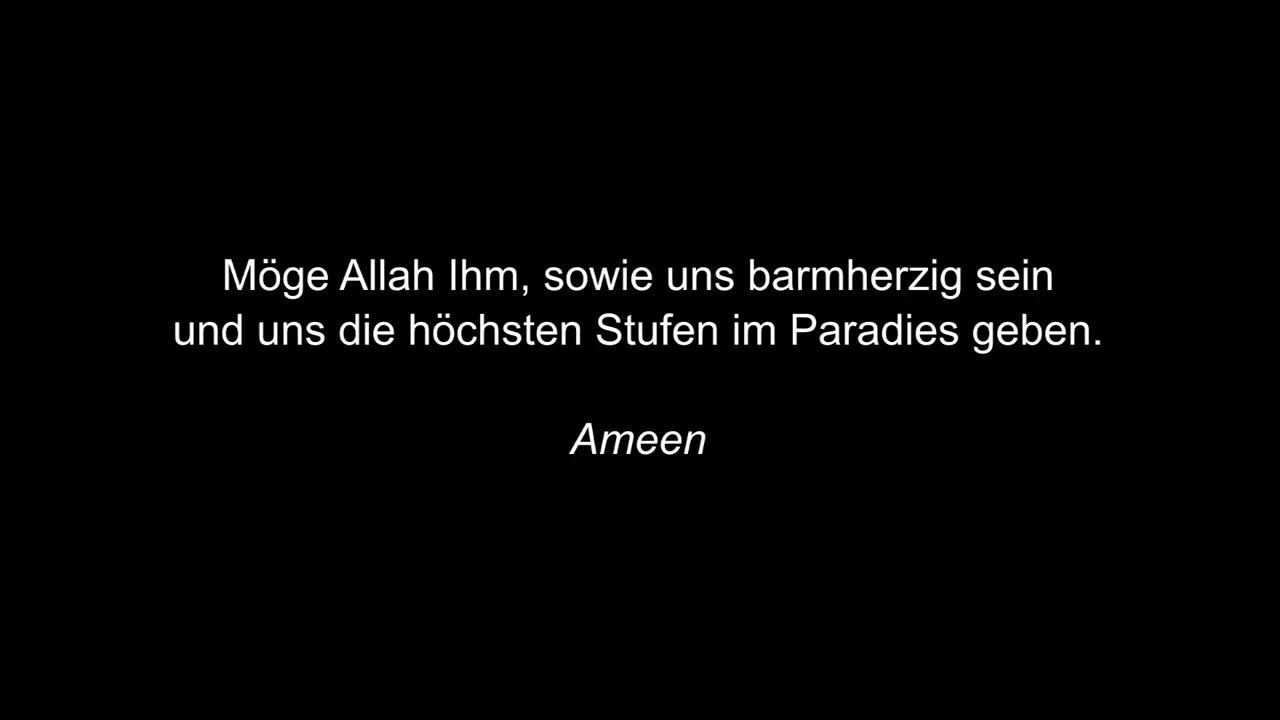 Möge Allah Ihm, sowie uns barmherzig sein
und uns die höchsten Stufen im Paradies geben.
Ameen